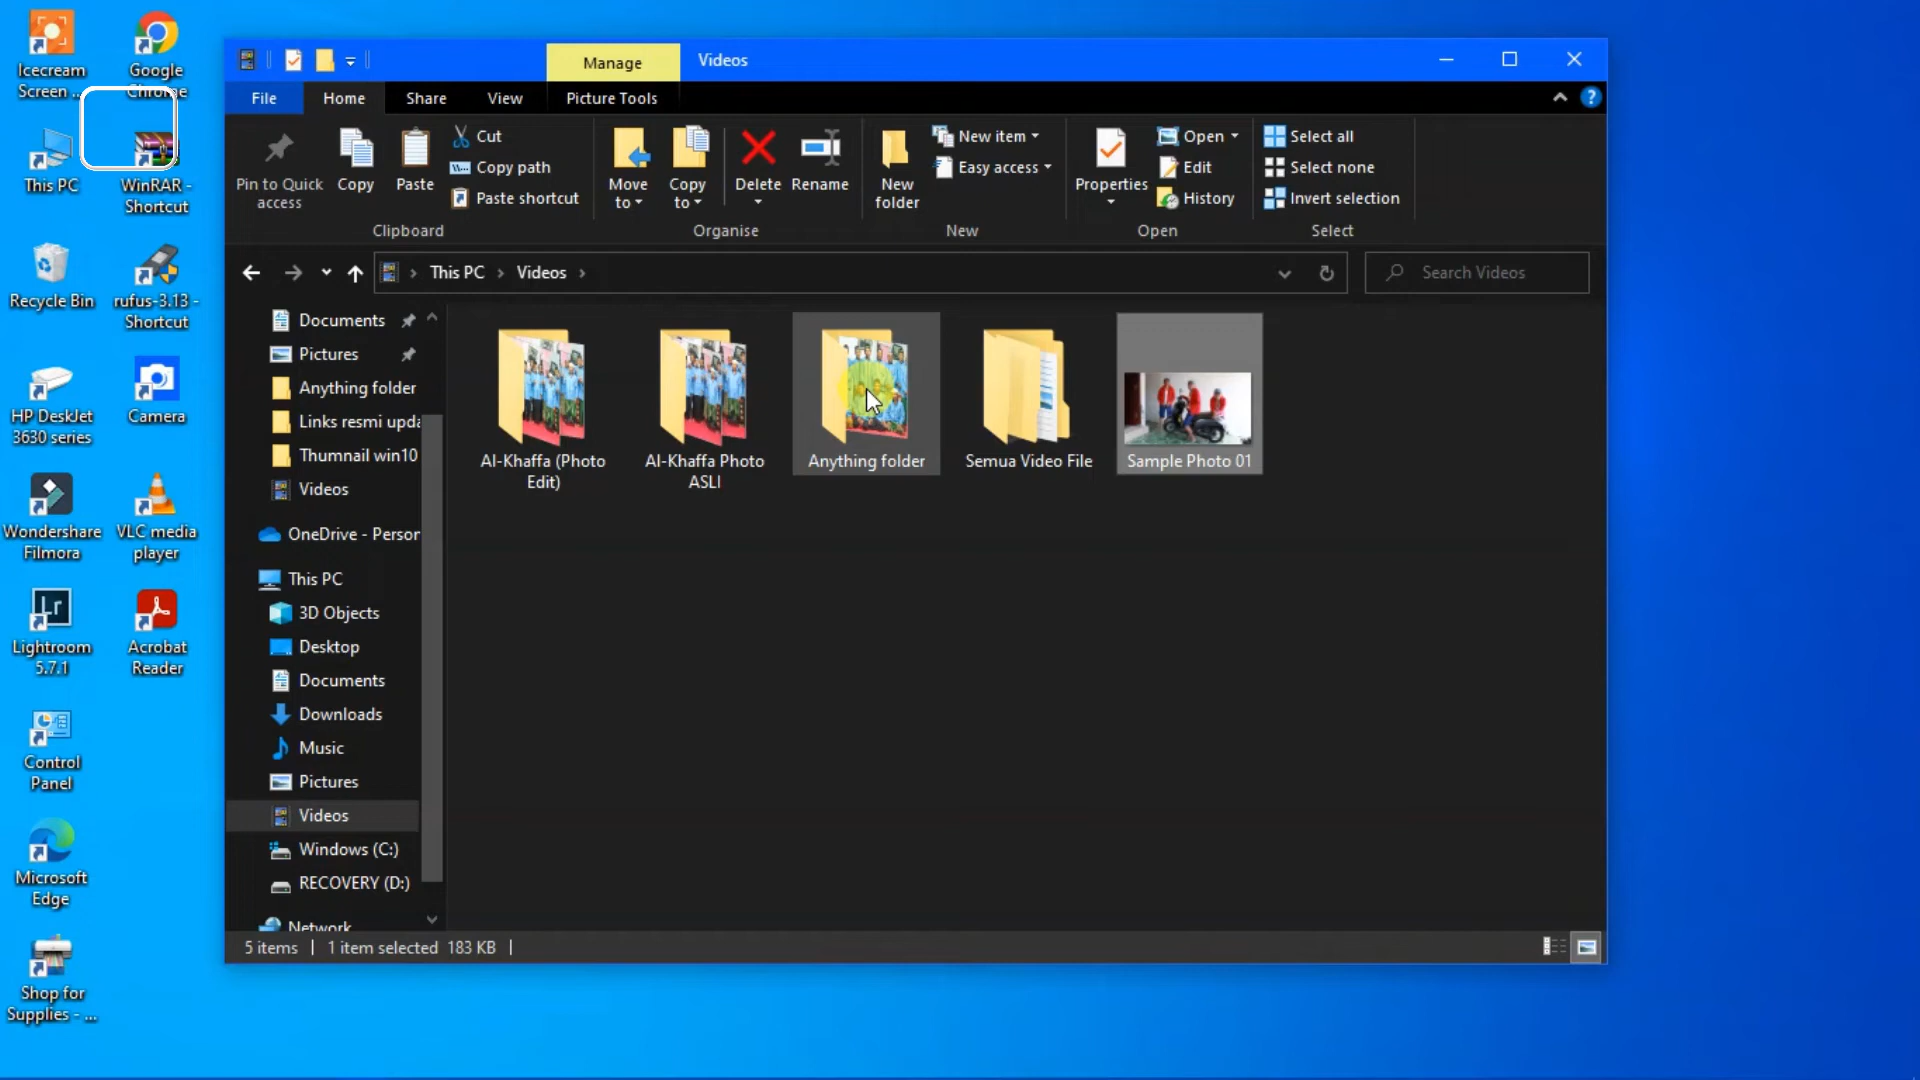 Icecream
Screen ...
Google
Chrome
This PC
WinRAR -
Shortcut
Recycle Bin
rufus-3.13 -
Shortcut
HP DeskJet
3630 series
Camera
Wondershare
Filmora
VLC media
player
Lightroom
5.7.1
Acrobat
Reader
Control
Panel
Microsoft
Edge
Shop for
Supplies - ...
Manage
Videos
File
Home
Share
View
Picture Tools
Pin to Quick
access
Copy
Paste
Cut
Copy path
Paste shortcut
Clipboard
Move
to
Copy
to
Delete
Rename
Organise
New
folder
New item
Easy access
New
Properties
Open
Edit
History
Open
Select all
Select none
Invert selection
Select
This PC > Videos >
Search Videos
Documents
Pictures
Anything folder
Links resmi upda
Thumnail win10
Videos
OneDrive - Person
This PC
3D Objects
Desktop
Documents
Downloads
Music
Pictures
Videos
Windows (C:)
RECOVERY (D:)
Network
Al-Khaffa (Photo
Edit)
Al-Khaffa Photo
ASLI
Anything folder
Semua Video File
Sample Photo 01
5 items | 1 item selected 183 KB |
Lr